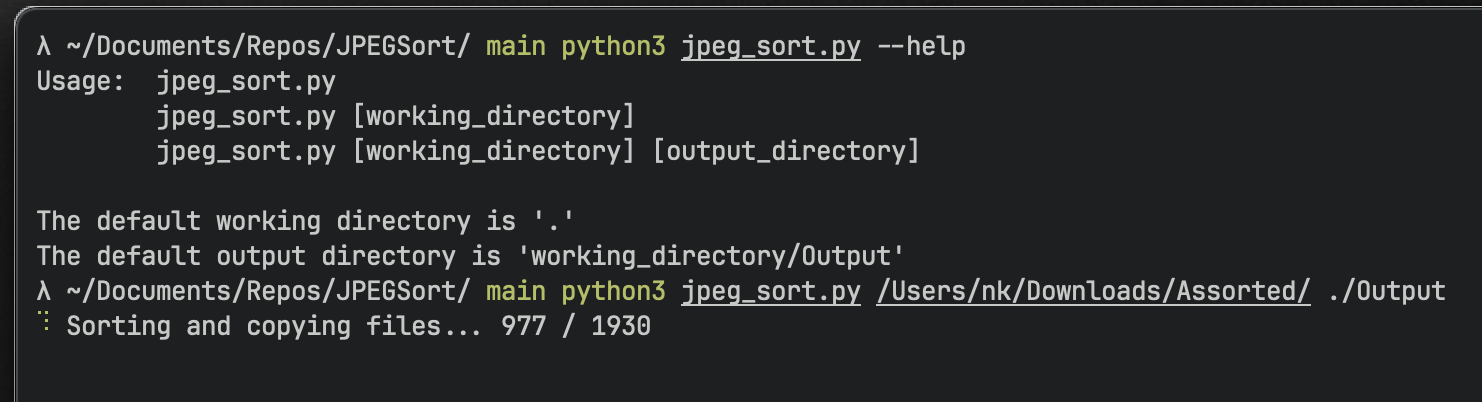 λ ~/Documents/Repos/JPEGSort/ main python3 jpeg_sort.py --help
Usage:  jpeg_sort.py
        jpeg_sort.py [working_directory]
        jpeg_sort.py [working_directory] [output_directory]

The default working directory is '.'
The default output directory is 'working_directory/Output'
λ ~/Documents/Repos/JPEGSort/ main python3 jpeg_sort.py /Users/nk/Downloads/Assorted/ ./Output
⠹ Sorting and copying files... 977 / 1930